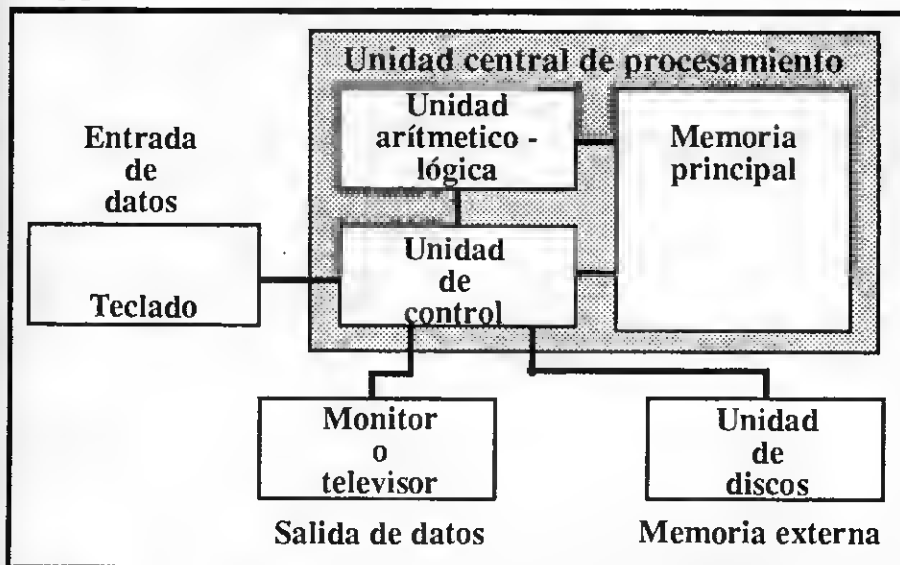 Unidad central de procesamiento
Unidad
arítmetico -
lógica
Memoria
principal
Entrada
de
datos
Teclado
Unidad
de
control
Monitor
o
televisor
Salida de datos
Unidad
de
discos
Memoria externa